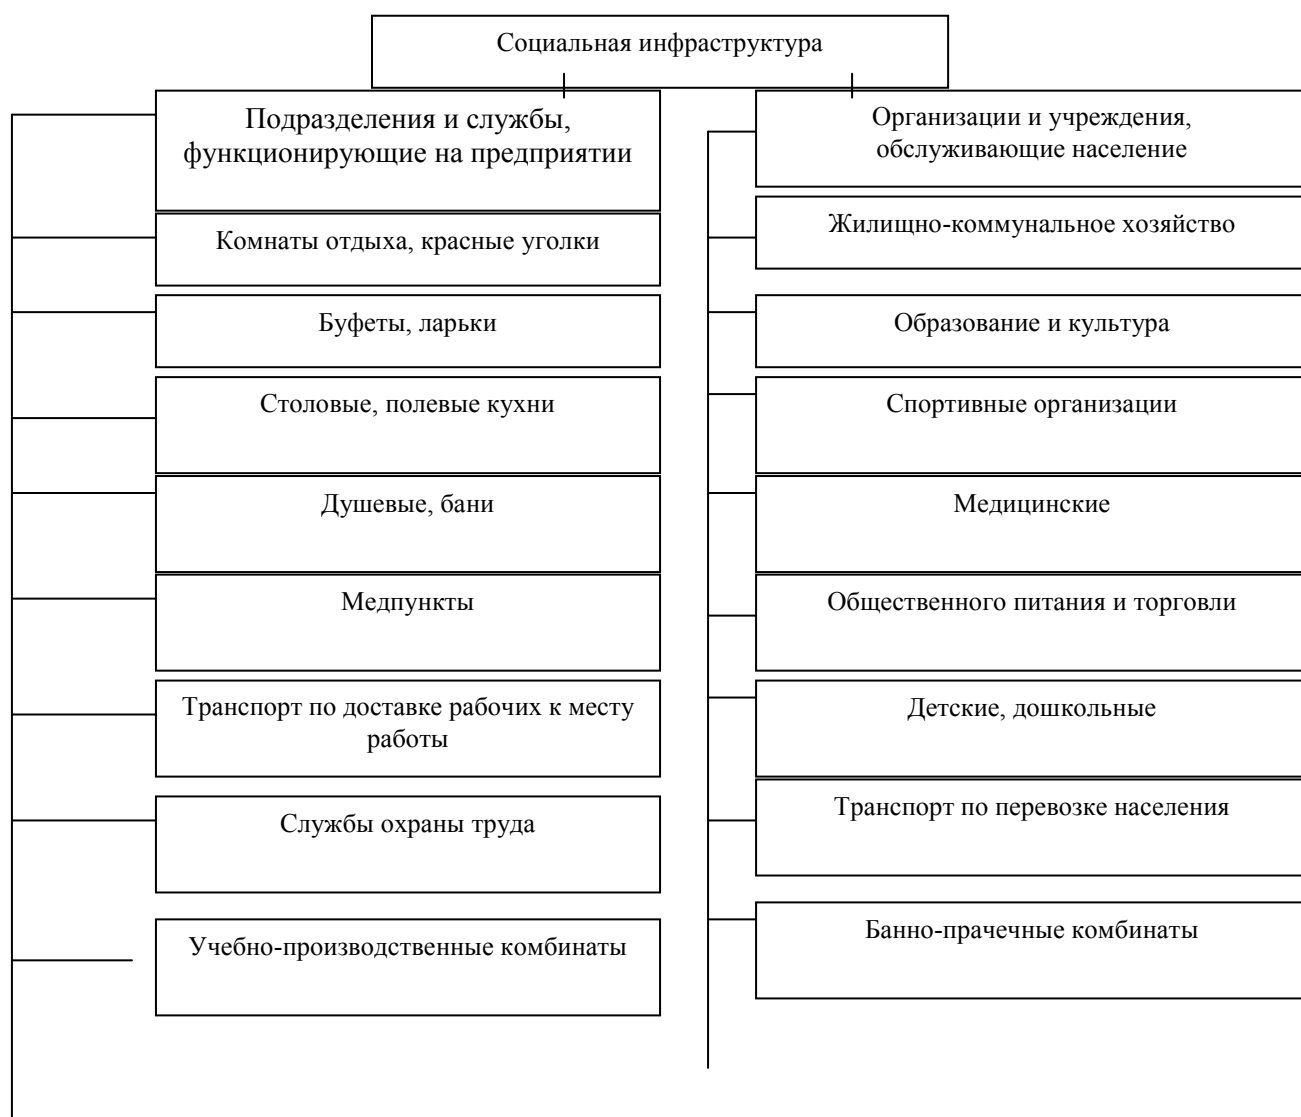 Социальная инфраструктура
Подразделения и службы,
функционирующие на предприятии
Комнаты отдыха, красные уголки
Буфеты, ларьки
Столовые, полевые кухни
Душевые, бани
Медпункты
Транспорт по доставке рабочих к месту
работы
Службы охраны труда
Учебно-производственные комбинаты
Организации и учреждения,
обслуживающие население
Жилищно-коммунальное хозяйство
Образование и культура
Спортивные организации
Медицинские
Общественного питания и торговли
Детские, дошкольные
Транспорт по перевозке населения
Банно-прачечные комбинаты